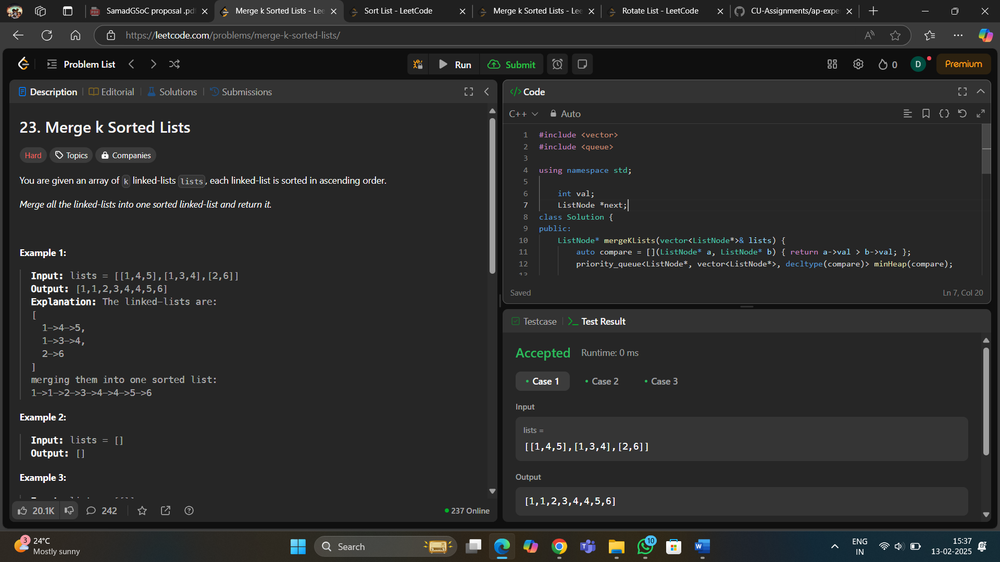 SamadGSoC proposal .pdf
Merge k Sorted Lists - Lee
Sort List - LeetCode
Merge k Sorted Lists - Lee
Rotate List - LeetCode
CU-Assignments/ap-expe
https://leetcode.com/problems/merge-k-sorted-lists/
Problem List
Run
Submit
0
D
Premium
Description
Editorial
Solutions
Submissions
23. Merge k Sorted Lists
Hard
Topics
Companies
You are given an array of k linked-lists lists, each linked-list is sorted in ascending order.
Merge all the linked-lists into one sorted linked-list and return it.
Example 1:
Input: lists = [[1,4,5],[1,3,4],[2,6]]
Output: [1,1,2,3,4,4,5,6]
Explanation: The linked-lists are:
[
1->4->5,
1->3->4,
2->6
]
merging them into one sorted list:
1->1->2->3->4->4->5->6
Example 2:
Input: lists = []
Output: []
Example 3:
20.1K
242
237 Online
</> Code
C++
Auto
1 #include <vector>
2 #include <queue>
3
4 using namespace std;
5
6 int val;
7 ListNode *next;
8 class Solution {
9 public:
10 ListNode* mergeKLists(vector<ListNode*>& lists) {
11 auto compare = [](ListNode* a, ListNode* b) { return a->val > b->val; };
12 priority_queue<ListNode*, vector<ListNode*>, decltype(compare)> minHeap(compare);
13
Saved
Ln 7, Col 20
Testcase
Test Result
Accepted
Runtime: 0 ms
Case 1
Case 2
Case 3
Input
lists =
[[1,4,5],[1,3,4],[2,6]]
Output
[1,1,2,3,4,4,5,6]
3
24°C
Mostly sunny
Search
10
ENG
IN
15:37
13-02-2025